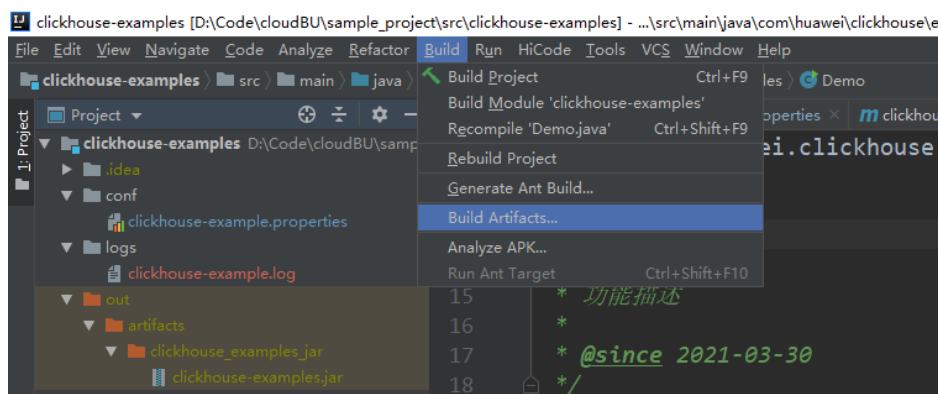 clickhouse-examples [D:\Code\cloudBU\sample_project\src\clickhouse-examples] - ...\src\main\java\com\huawei\clickhouse\e
File Edit View Navigate Code Analyze Refactor Build Run HiCode Tools VCS Window Help
clickhouse-examples src main java les Demo
Build Project Ctrl+F9
Build Module 'clickhouse-examples'
Recompile 'Demo.java' Ctrl+Shift+F9
Rebuild Project
Generate Ant Build...
Build Artifacts...
Analyze APK...
Run Ant Target Ctrl+Shift+F10
1: Project
Project
operties clickhou
clickhouse-examples D:\Code\cloudBU\samp
ei.clickhouse
.idea
conf
clickhouse-example.properties
logs
clickhouse-example.log
out
artifacts
clickhouse_examples_jar
clickhouse-examples.jar
15 * 功能描述
16 *
17 * @since 2021-03-30
18 */